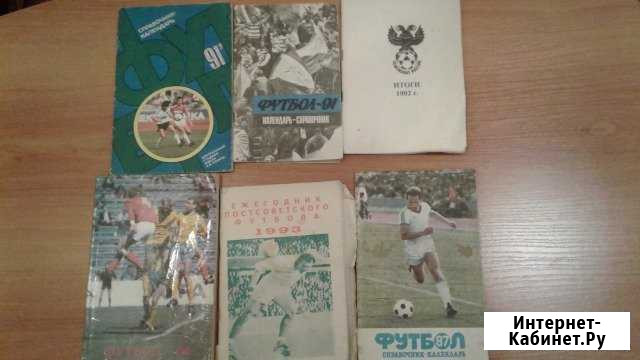 СПРАВОЧНИК
КАЛЕНДАРЬ
91'
ФУТБОЛ-91
КАЛЕНДАРЬ-СПРАВОЧНИК
ИТОГИ
1992 г.
ЕЖЕГОДНИК
ПОСТСОВЕТСКОГО
ФУТБОЛА
1993
ФУТБОЛ 87
СПРАВОЧНИК-КАЛЕНДАРЬ
Интернет-
Кабинет.Ру